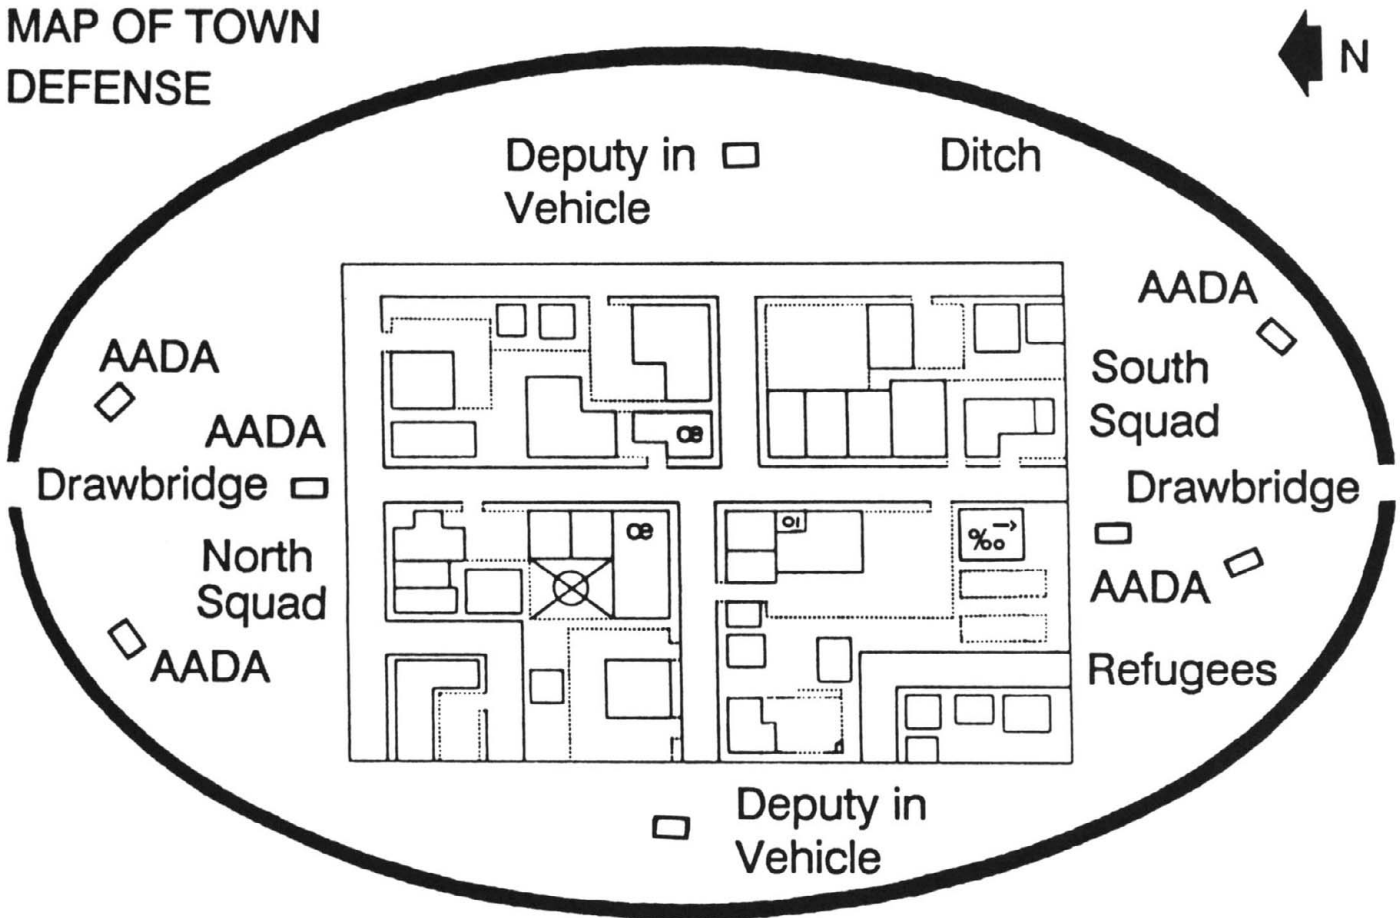 MAP OF TOWN
DEFENSE
N
Deputy in
Vehicle
Ditch
AADA
AADA
South
Squad
AADA
Drawbridge
Drawbridge
North
Squad
AADA
AADA
Refugees
œ
œ
Deputy in
Vehicle